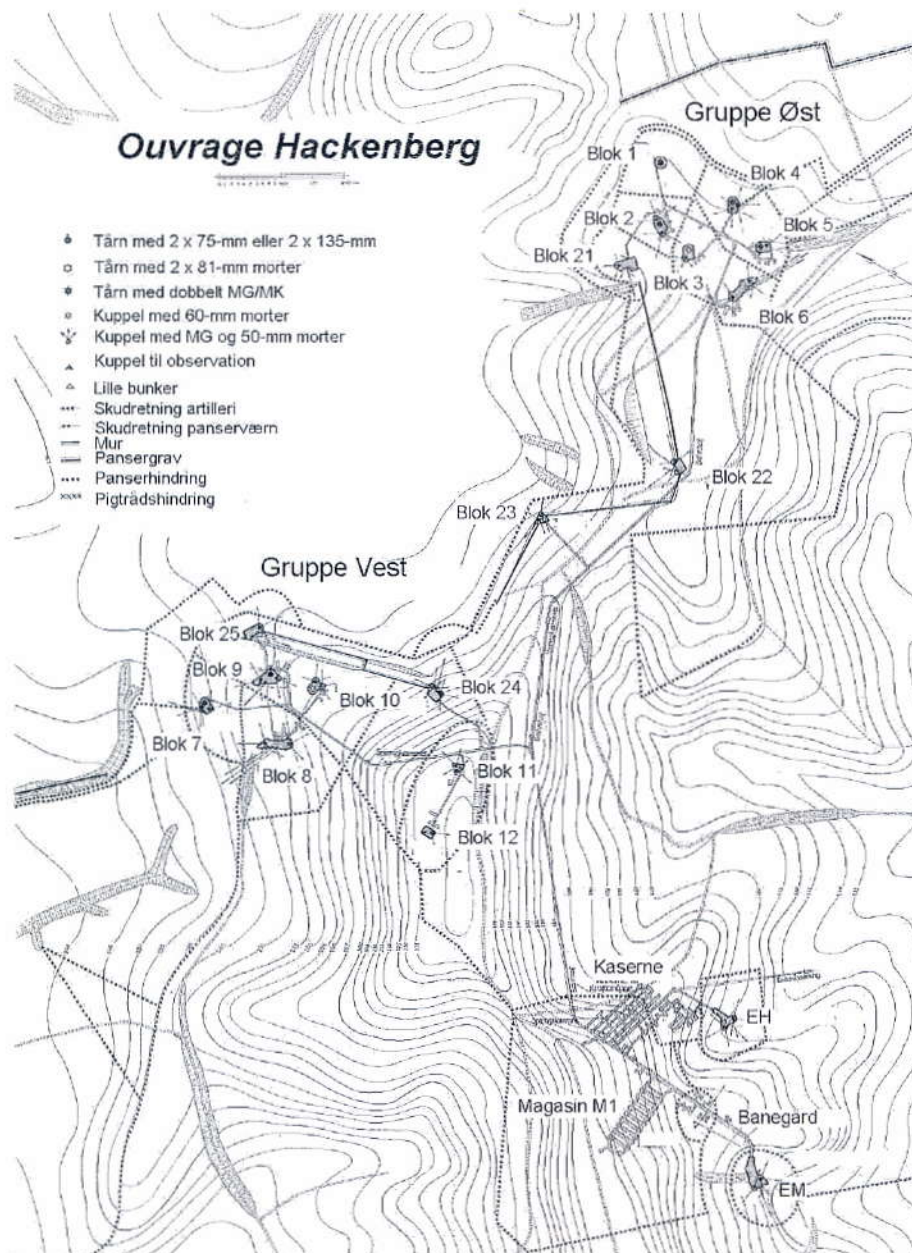 Ouvrage Hackenberg
Tårn med 2 x 75-mm eller 2 x 135-mm
Tårn med 2 x 81-mm morter
Tårn med dobbelt MG/MK
Kuppel med 60-mm morter
Kuppel med MG og 50-mm morter
Kuppel til observation
Lille bunker
Skudretning artilleri
Skudretning panserværn
Mur
Pansergrav
Panserhindring
Pigtrådshindring
Gruppe Øst
Blok 1
Blok 4
Blok 2
Blok 5
Blok 21
Blok 3
Blok 6
Blok 22
Blok 23
Gruppe Vest
Blok 25
Blok 9
Blok 10
Blok 24
Blok 7
Blok 8
Blok 11
Blok 12
Kaserne
EH
Magasin M1
Banegard
EM